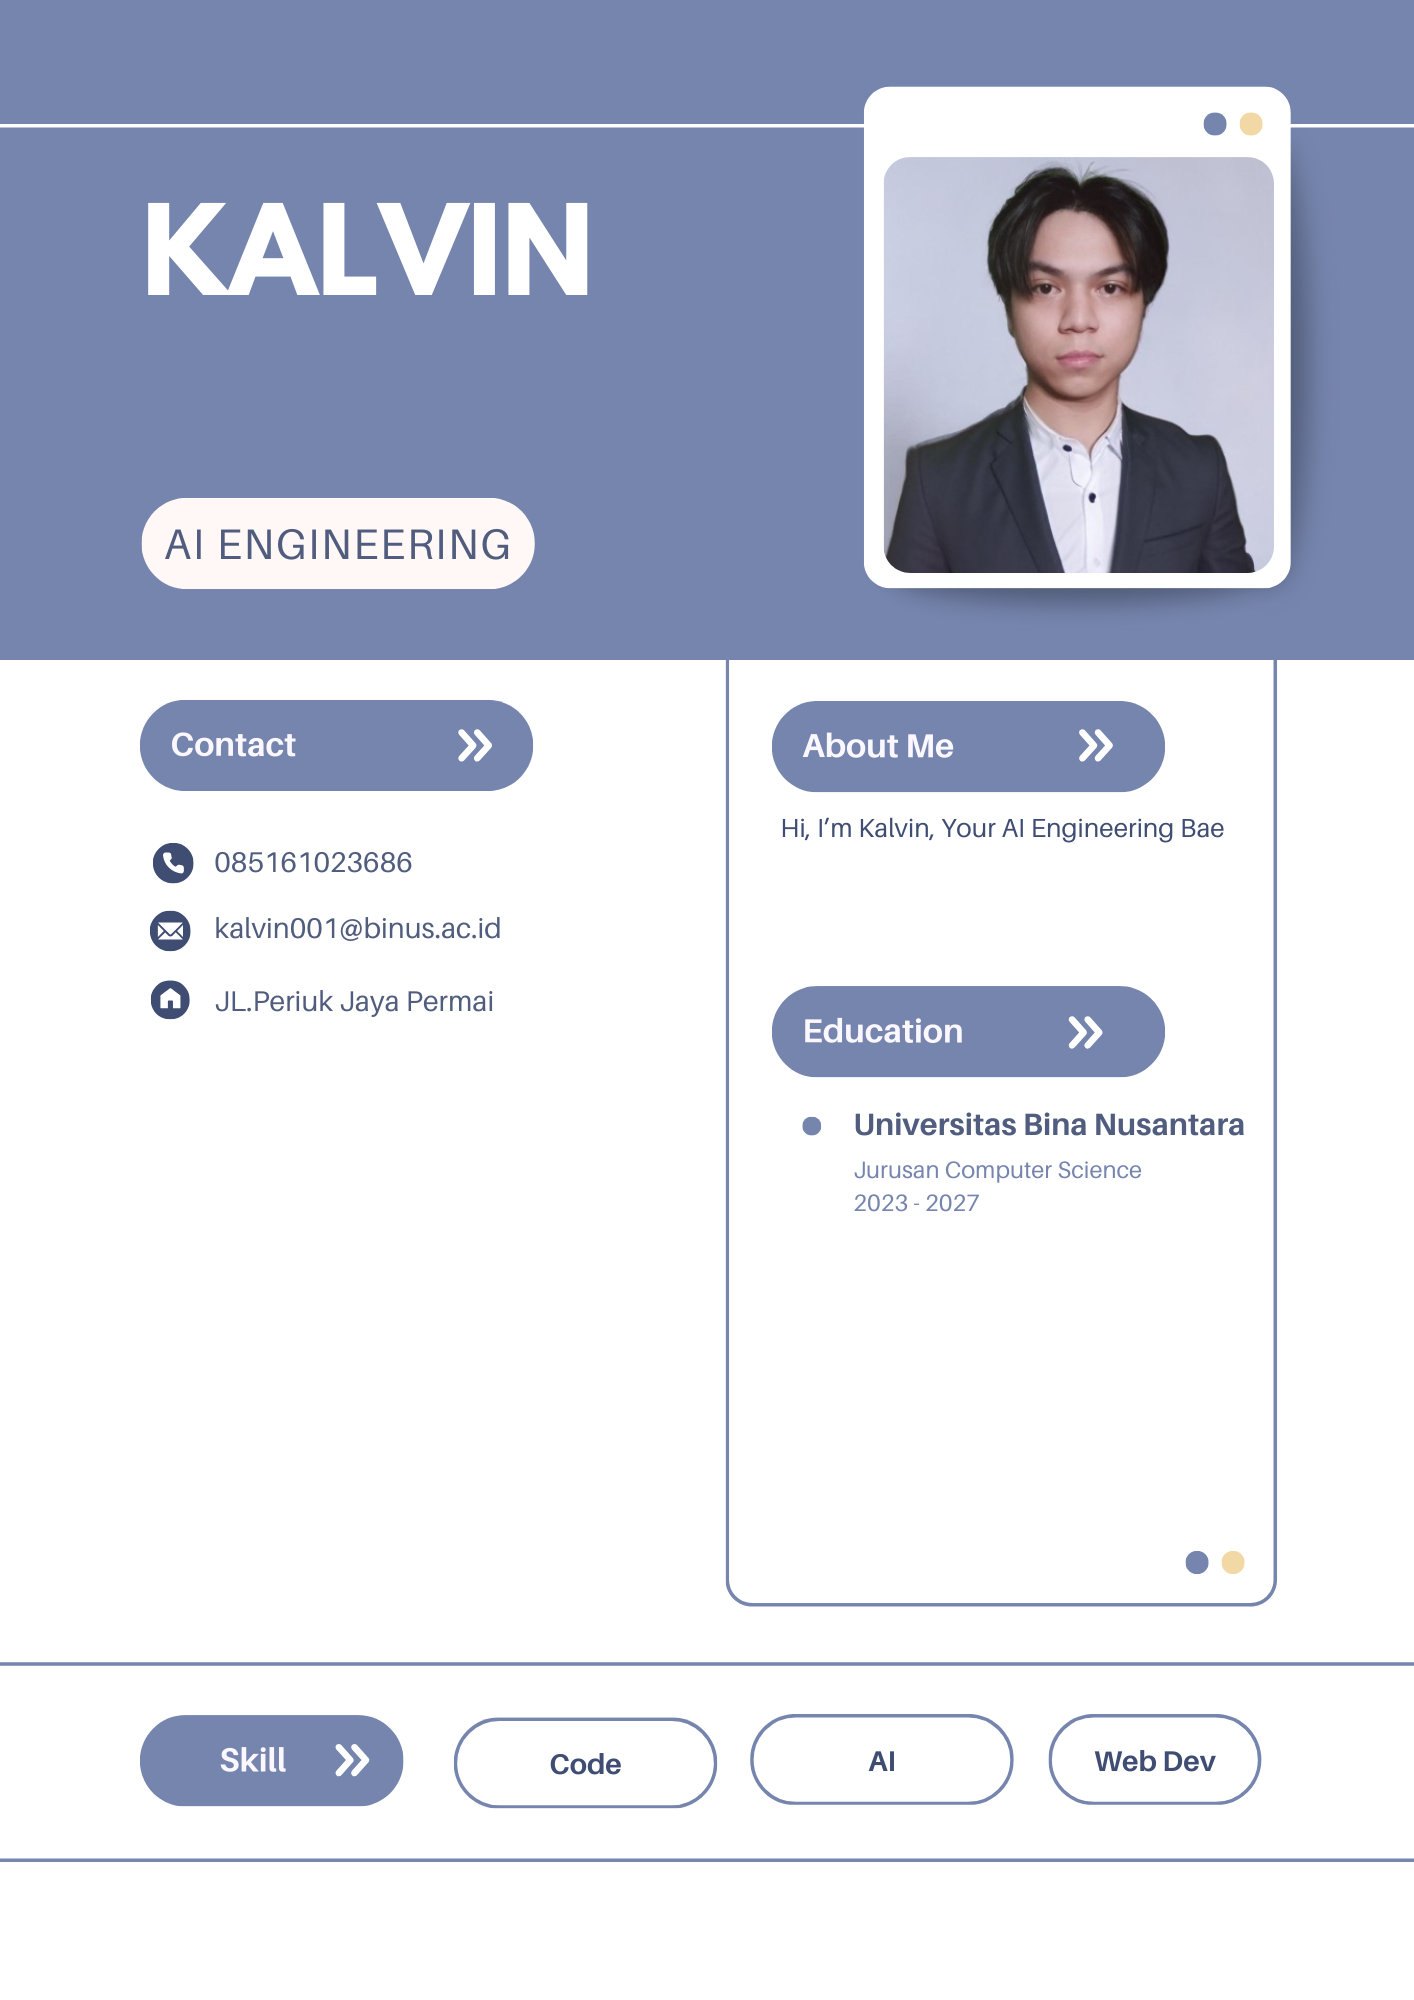 KALVIN
AI ENGINEERING
Contact
085161023686
kalvin001@binus.ac.id
JL.Periuk Jaya Permai
About Me
Hi, I’m Kalvin, Your AI Engineering Bae
Education
Universitas Bina Nusantara
Jurusan Computer Science
2023 - 2027
Skill
Code
AI
Web Dev